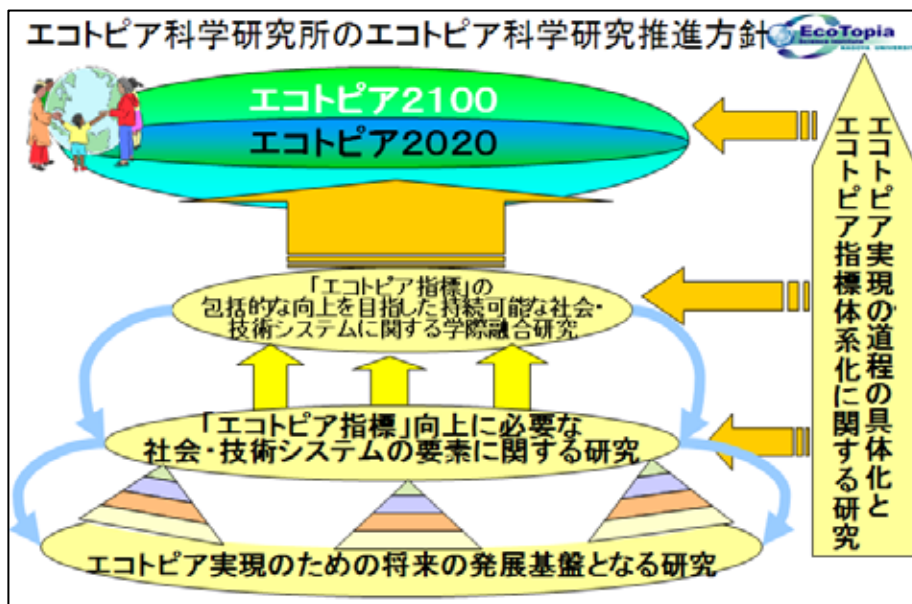 エコトピア科学研究所のエコトピア科学研究推進方針
EcoTopia
エコトピア2100
エコトピア2020
「エコトピア指標」の
包括的な向上を目指した持続可能な社会・
技術システムに関する学際融合研究
「エコトピア指標」向上に必要な
社会・技術システムの要素に関する研究
エコトピア実現のための将来の発展基盤となる研究
エコトピア実現の道程の具体化と
エコトピア指標体系化に関する研究